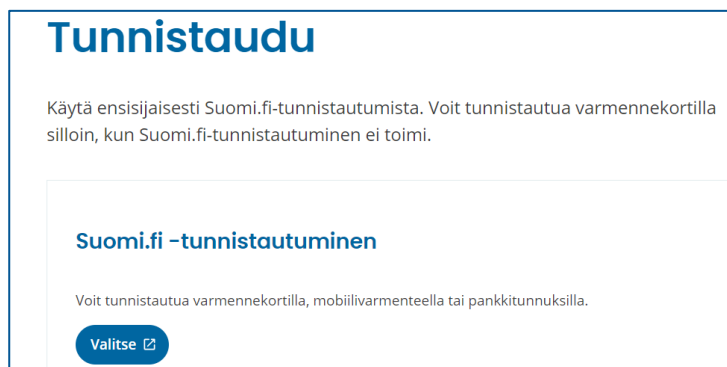 Tunnistaudu
Käytä ensisijaisesti Suomi.fi-tunnistautumista. Voit tunnistautua varmennekortilla
silloin, kun Suomi.fi-tunnistautuminen ei toimi.
Suomi.fi -tunnistautuminen
Voit tunnistautua varmennekortilla, mobiilivarmenteella tai pankkitunnuksilla.
Valitse